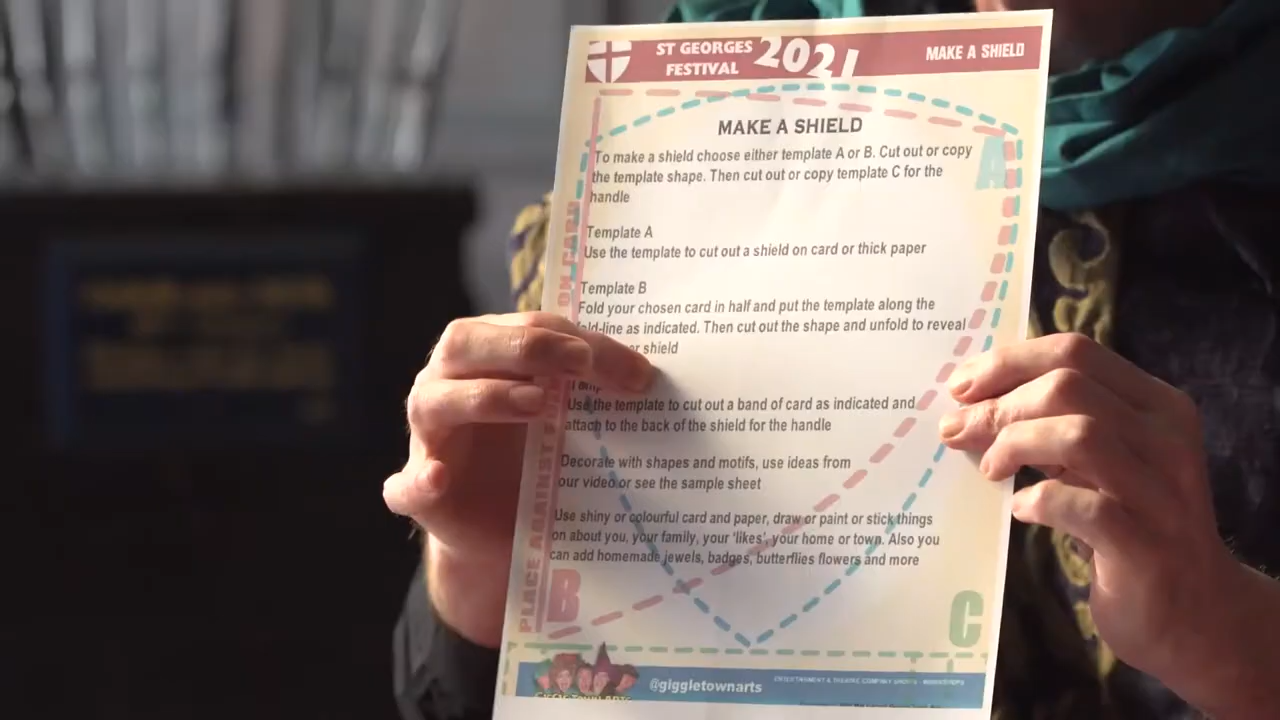 ST GEORGES
FESTIVAL
2021
MAKE A SHIELD
MAKE A SHIELD
To make a shield choose either template A or B. Cut out or copy
the template shape. Then cut out or copy template C for the
handle
Template A
Use the template to cut out a shield on card or thick paper
Template B
Fold your chosen card in half and put the template along the
line as indicated. Then cut out the shape and unfold to reveal
shield
Use the template to cut out a band of card as indicated and
attach to the back of the shield for the handle
Decorate with shapes and motifs, use ideas from
our video or see the sample sheet
Use shiny or colourful card and paper, draw or paint or stick things
on about you, your family, your 'likes', your home or town. Also you
can add homemade jewels, badges, butterflies flowers and more
A
B
C
PLACE AGAINST
ON CARD
@giggletownarts